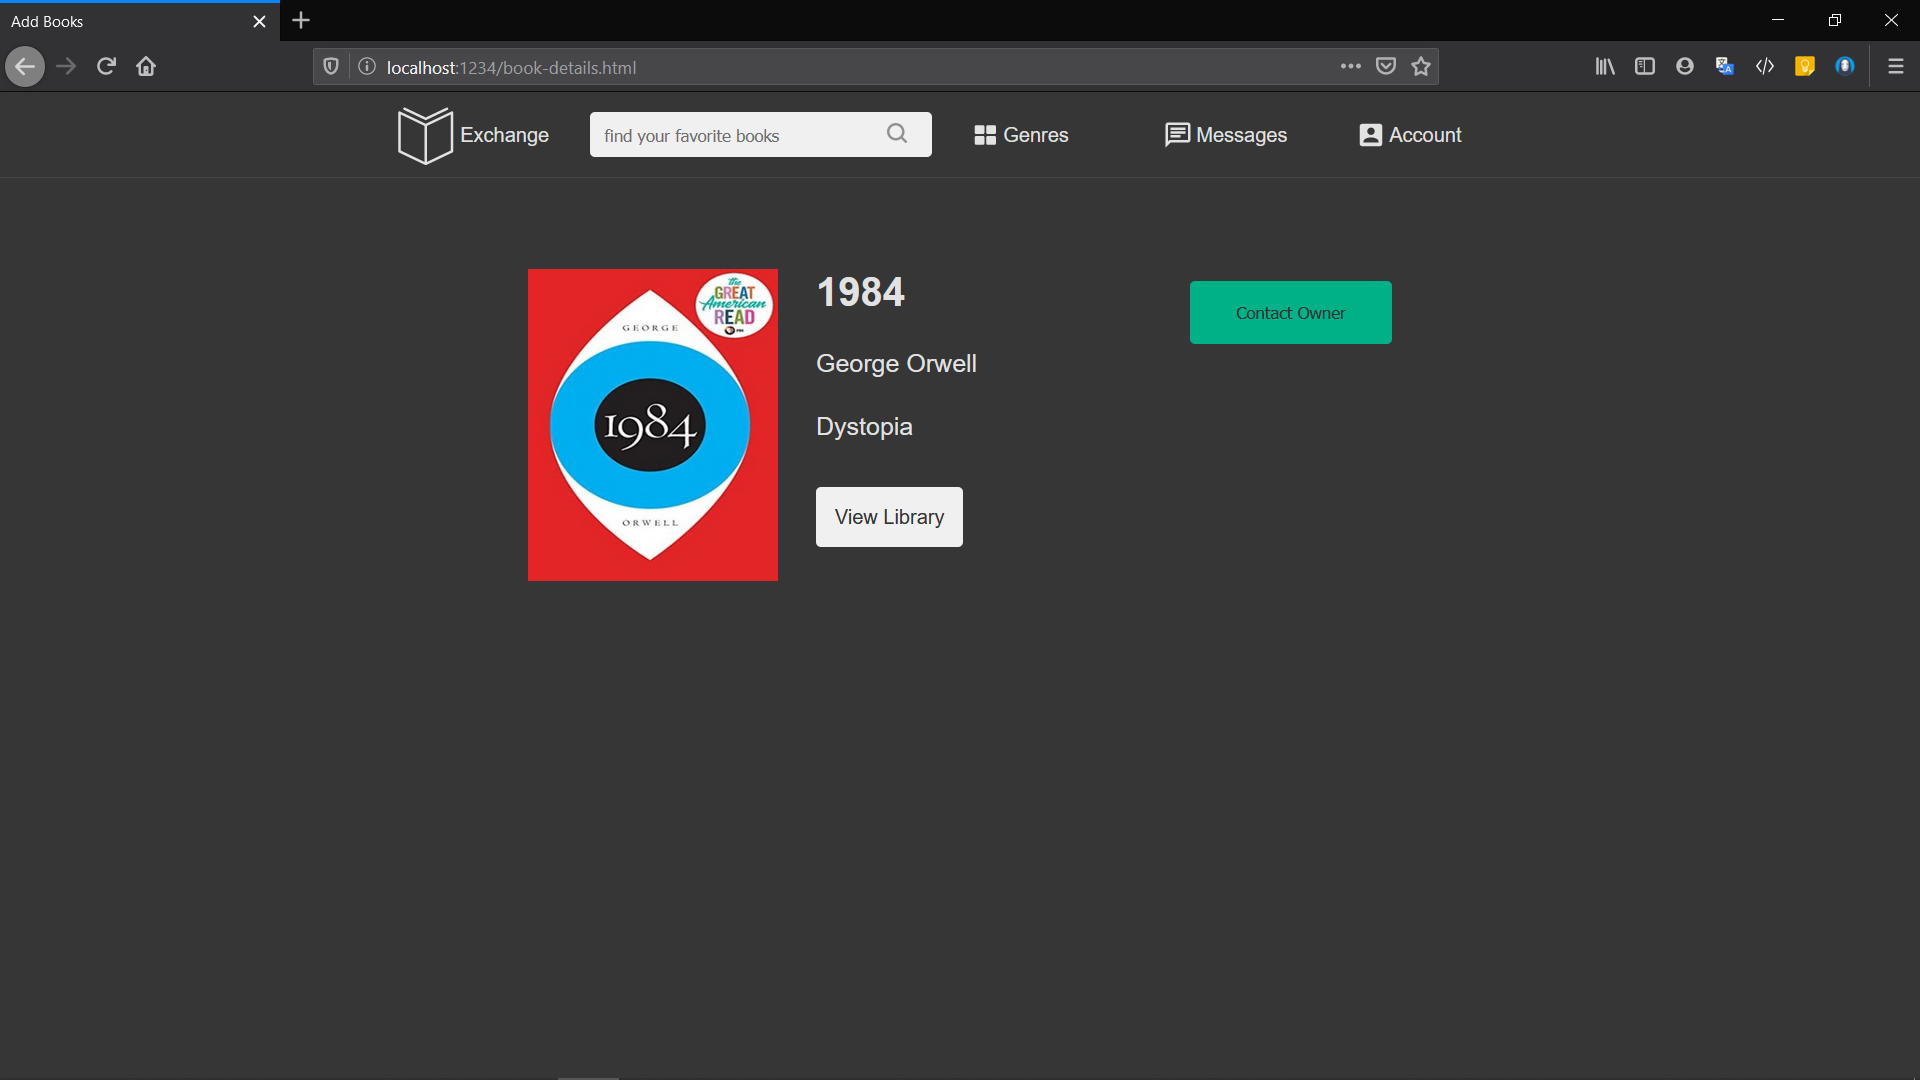 Add Books
localhost:1234/book-details.html
Exchange
find your favorite books
Genres
Messages
Account
the
GREAT
American
READ
PBS
GEORGE
1984
ORWELL
1984
George Orwell
Dystopia
View Library
Contact Owner